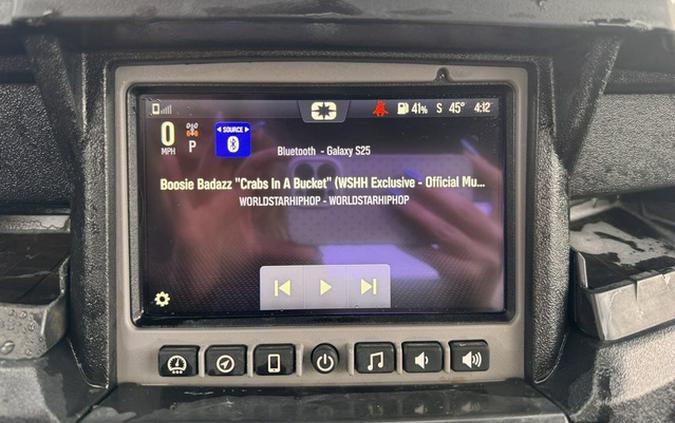 41% S 45° 4:12
0
MPH
P
SOURCE
Bluetooth - Galaxy S25
Boosie Badazz "Crabs In A Bucket" (WSHH Exclusive - Official Mu...
WORLDSTARHIPHOP - WORLDSTARHIPHOP